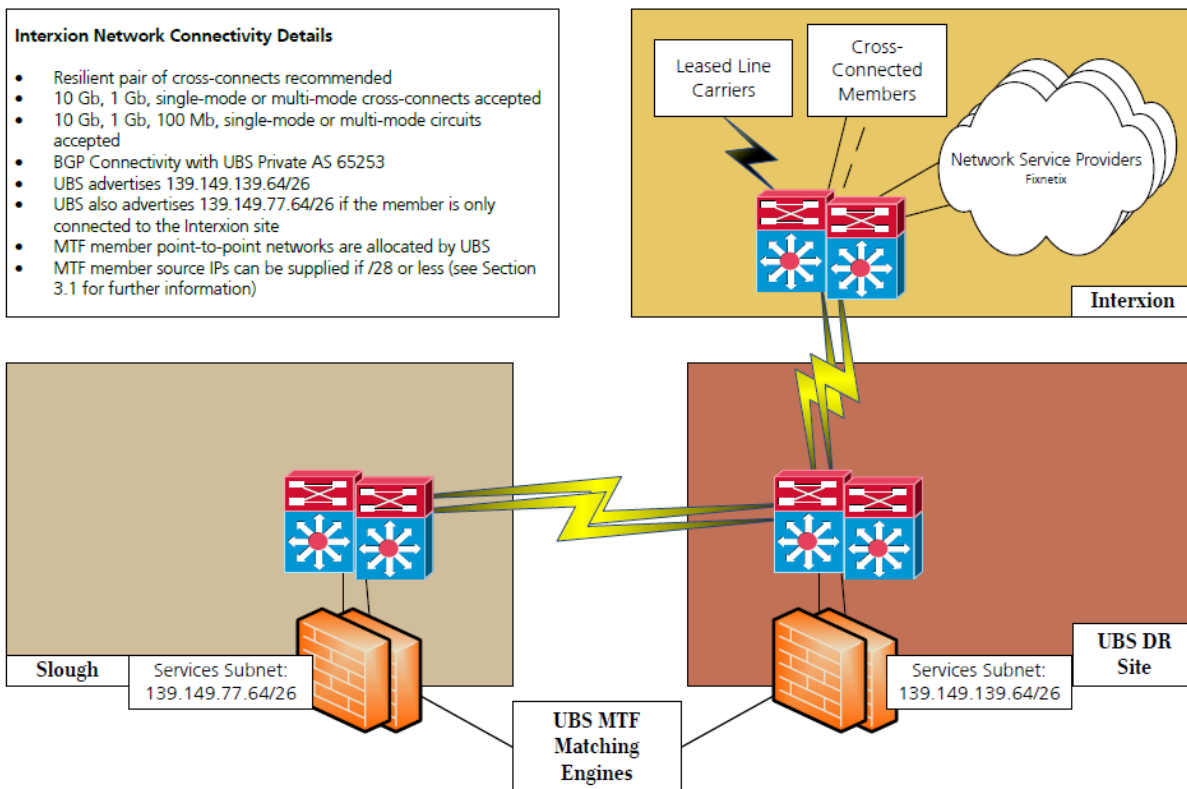 Interxion Network Connectivity Details
• Resilient pair of cross-connects recommended
• 10 Gb, 1 Gb, single-mode or multi-mode cross-connects accepted
• 10 Gb, 1 Gb, 100 Mb, single-mode or multi-mode circuits
accepted
• BGP Connectivity with UBS Private AS 65253
• UBS advertises 139.149.139.64/26
• UBS also advertises 139.149.77.64/26 if the member is only
connected to the Interxion site
• MTF member point-to-point networks are allocated by UBS
• MTF member source IPs can be supplied if /28 or less (see Section
3.1 for further information)
Leased Line
Carriers
Cross-
Connected
Members
Network Service Providers
Fixnetix
Interxion
Slough
Services Subnet:
139.149.77.64/26
UBS MTF
Matching
Engines
Services Subnet:
139.149.139.64/26
UBS DR
Site